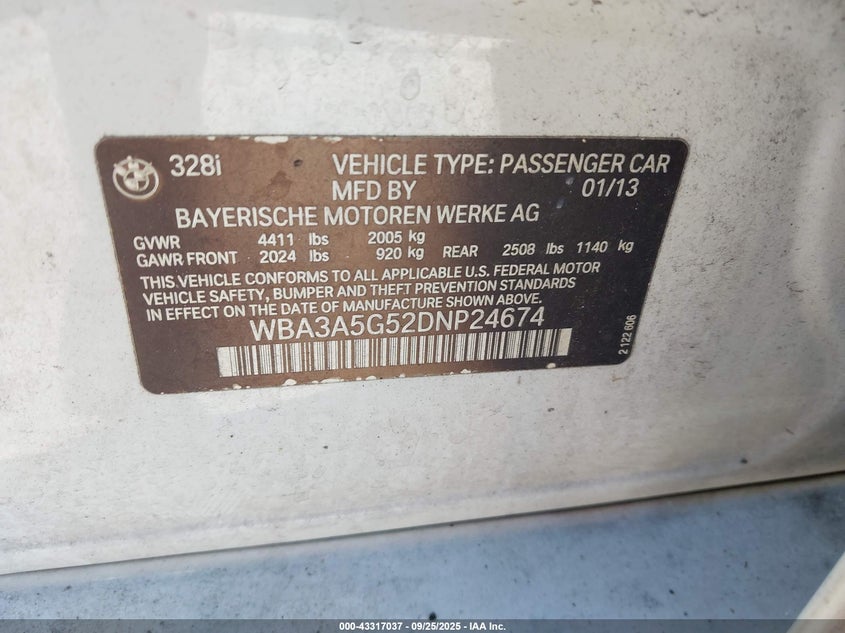 328i VEHICLE TYPE: PASSENGER CAR
MFD BY 01/13
BAYERISCHE MOTOREN WERKE AG
GVWR 4411 lbs 2005 kg
GAWR FRONT 2024 lbs 920 kg REAR 2508 lbs 1140 kg
THIS VEHICLE CONFORMS TO ALL APPLICABLE U.S. FEDERAL MOTOR
VEHICLE SAFETY, BUMPER AND THEFT PREVENTION STANDARDS
IN EFFECT ON THE DATE OF MANUFACTURE SHOWN ABOVE.
WBA3A5G52DNP24674
2 122 606
000-43317037 - 09/25/2025 - IAA Inc.